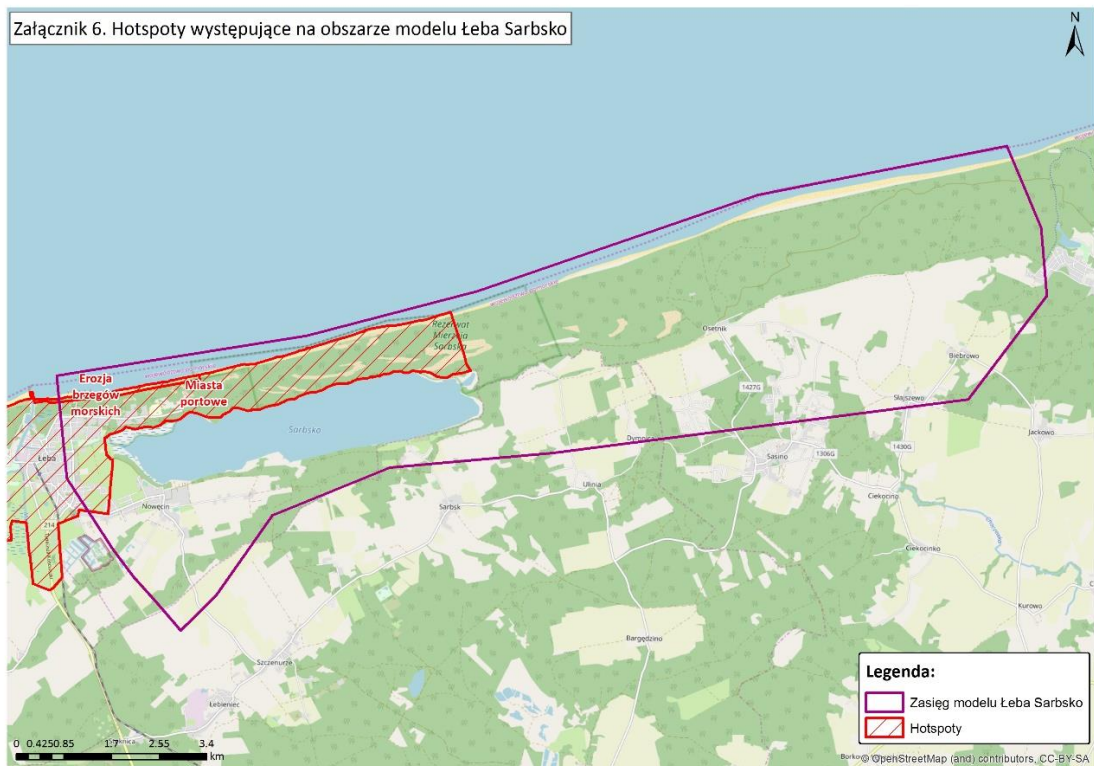 Załącznik 6. Hotspoty występujące na obszarze modelu Łeba Sarbsko
N
Rezerwat
Mierzeja
Sarbska
Erozja
brzegów
morskich
Miasta
portowe
Sarbsko
Łeba
Nowęcin
214
Osetnik
Biebrowo
1427G
Słajszewo
Jackowo
Dymnica
1430G
1306G
Sasino
Ciekocino
Ulinia
Sarbsk
Ciekocinko
Kurowo
Bargędzino
Szczenurze
Łebieniec
Legenda:
Zasięg modelu Łeba Sarbsko
Hotspoty
0 0.425 0.85 1.7 2.55 3.4
km
© OpenStreetMap (and) contributors, CC-BY-SA